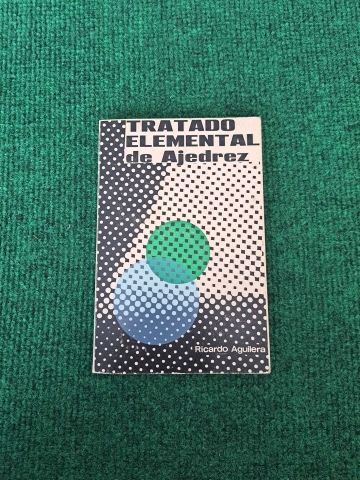 TRATADO
ELEMENTAL
de Ajedrez
Ricardo Aguilera